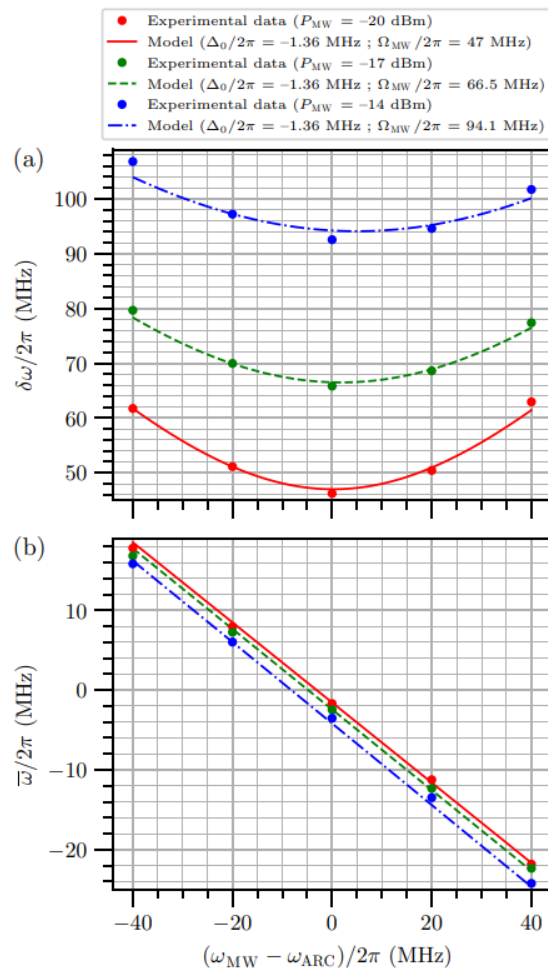 Experimental data (P_MW = −20 dBm)
Model (Δ₀/2π = −1.36 MHz ; Ω_MW/2π = 47 MHz)
Experimental data (P_MW = −17 dBm)
Model (Δ₀/2π = −1.36 MHz ; Ω_MW/2π = 66.5 MHz)
Experimental data (P_MW = −14 dBm)
Model (Δ₀/2π = −1.36 MHz ; Ω_MW/2π = 94.1 MHz)
(a)
100
90
80
70
60
50
δω/2π (MHz)
(b)
10
0
−10
−20
ω̅/2π (MHz)
−40 −20 0 20 40
(ω_MW − ω_ARC)/2π (MHz)